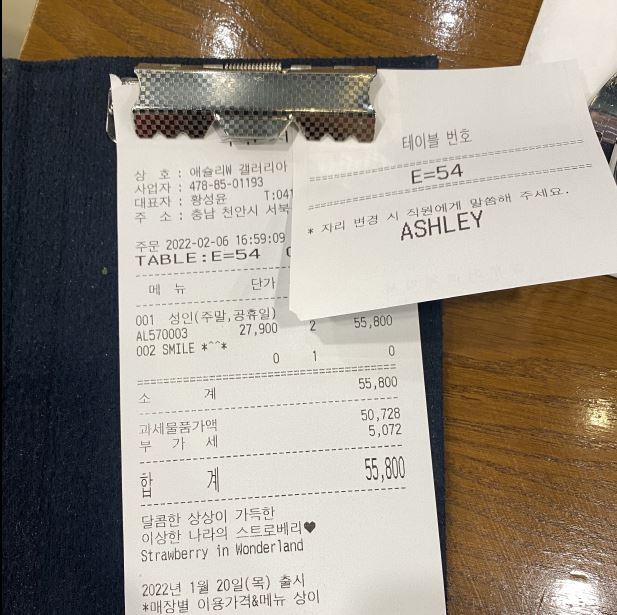 상 호 : 애슐리W 갤러리아
사업자 : 478-85-01193
대표자 : 황성윤 T:041
주 소 : 충남 천안시 서북
주문 2022-02-06 16:59:09
TABLE:E=54
메 뉴 단가
001 성인(주말,공휴일)
AL570003 27,900 2 55,800
002 SMILE *^^*
0 1 0
소 계 55,800
과세물품가액 50,728
부 가 세 5,072
합 계 55,800
달콤한 상상이 가득한
이상한 나라의 스트로베리♥
Strawberry in Wonderland
2022년 1월 20일(목) 출시
*매장별 이용가격&메뉴 상이
테이블 번호
E=54
* 자리 변경 시 직원에게 말씀해 주세요.
ASHLEY